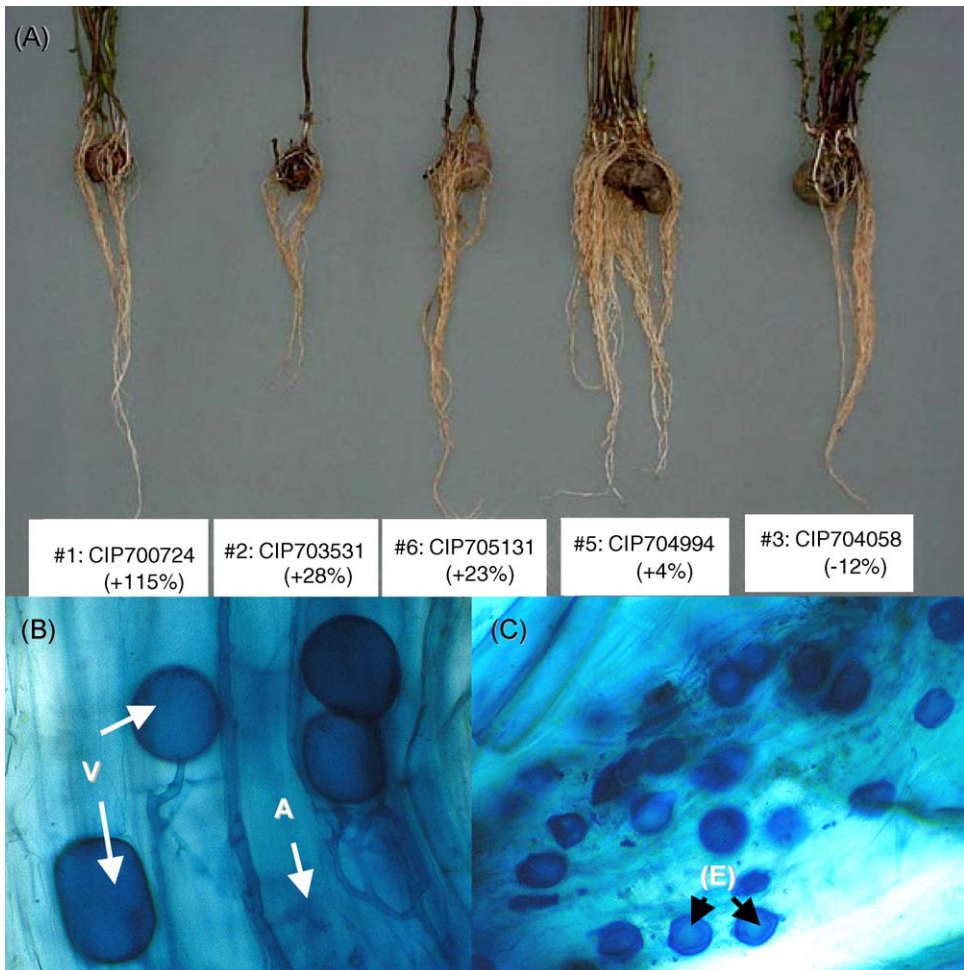 (A)
#1: CIP700724
(+115%)
#2: CIP703531
(+28%)
#6: CIP705131
(+23%)
#5: CIP704994
(+4%)
#3: CIP704058
(-12%)
(B)
V
A
(C)
(E)